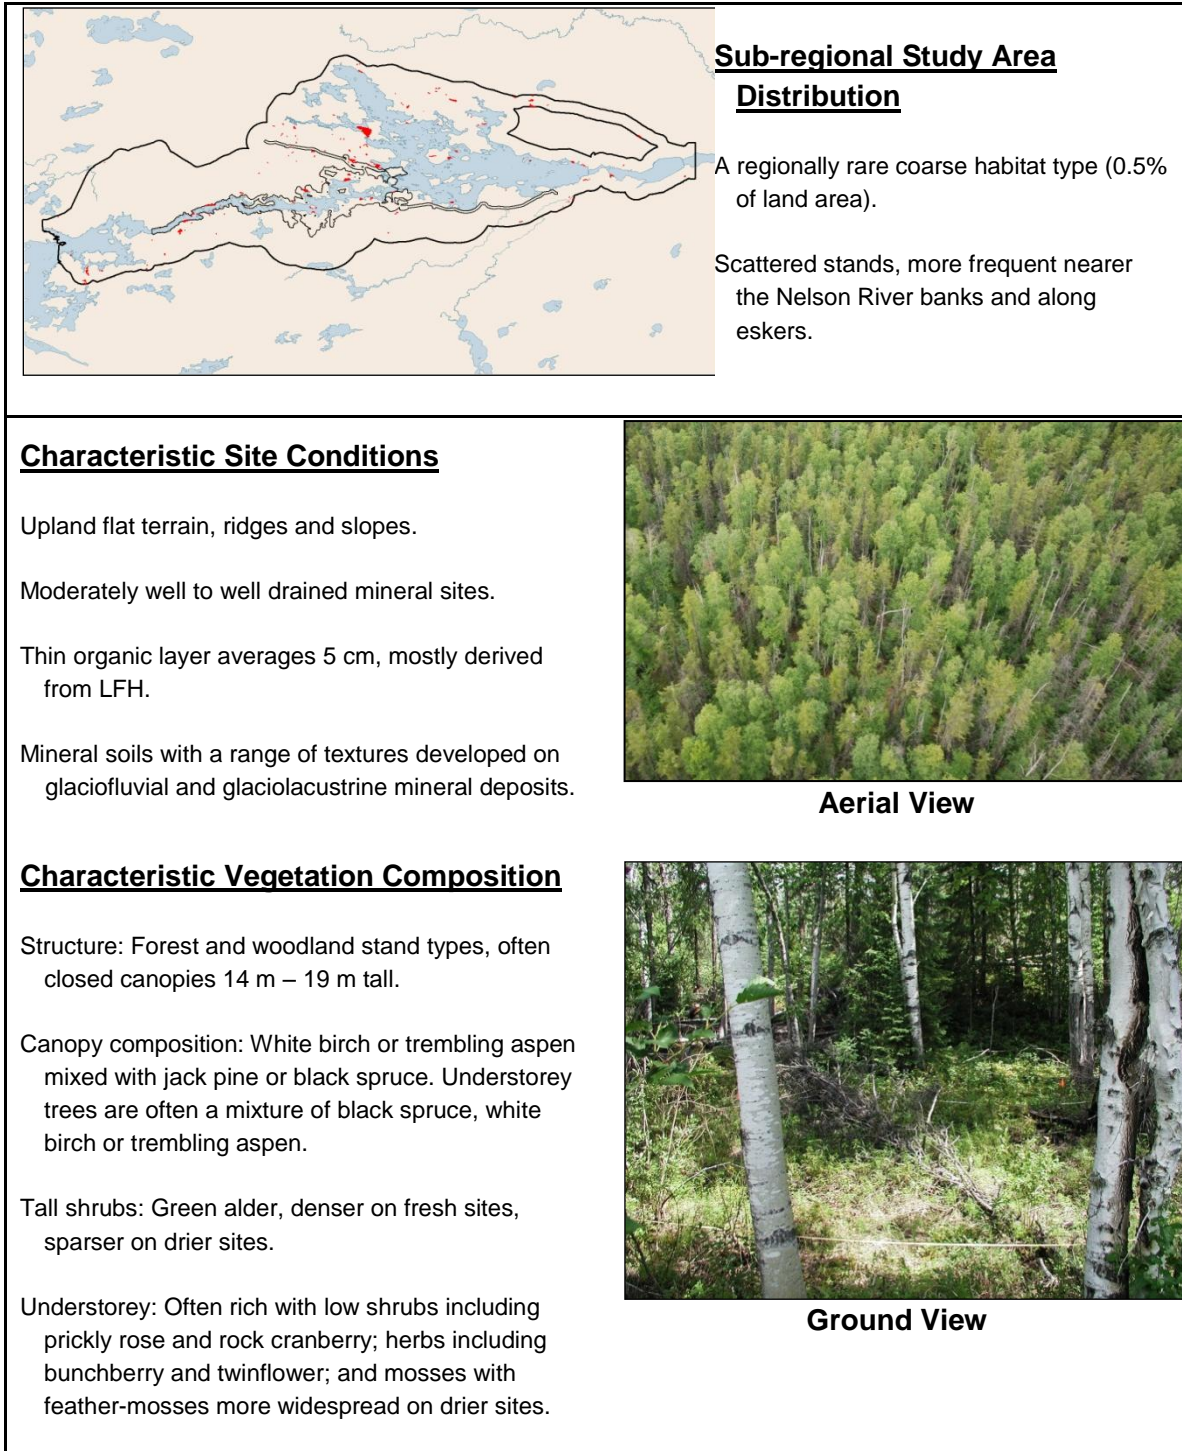 Sub-regional Study Area
Distribution
A regionally rare coarse habitat type (0.5%
of land area).
Scattered stands, more frequent nearer
the Nelson River banks and along
eskers.
Characteristic Site Conditions
Upland flat terrain, ridges and slopes.
Moderately well to well drained mineral sites.
Thin organic layer averages 5 cm, mostly derived
from LFH.
Mineral soils with a range of textures developed on
glaciofluvial and glaciolacustrine mineral deposits.
Aerial View
Characteristic Vegetation Composition
Structure: Forest and woodland stand types, often
closed canopies 14 m – 19 m tall.
Canopy composition: White birch or trembling aspen
mixed with jack pine or black spruce. Understorey
trees are often a mixture of black spruce, white
birch or trembling aspen.
Tall shrubs: Green alder, denser on fresh sites,
sparser on drier sites.
Understorey: Often rich with low shrubs including
prickly rose and rock cranberry; herbs including
bunchberry and twinflower; and mosses with
feather-mosses more widespread on drier sites.
Ground View